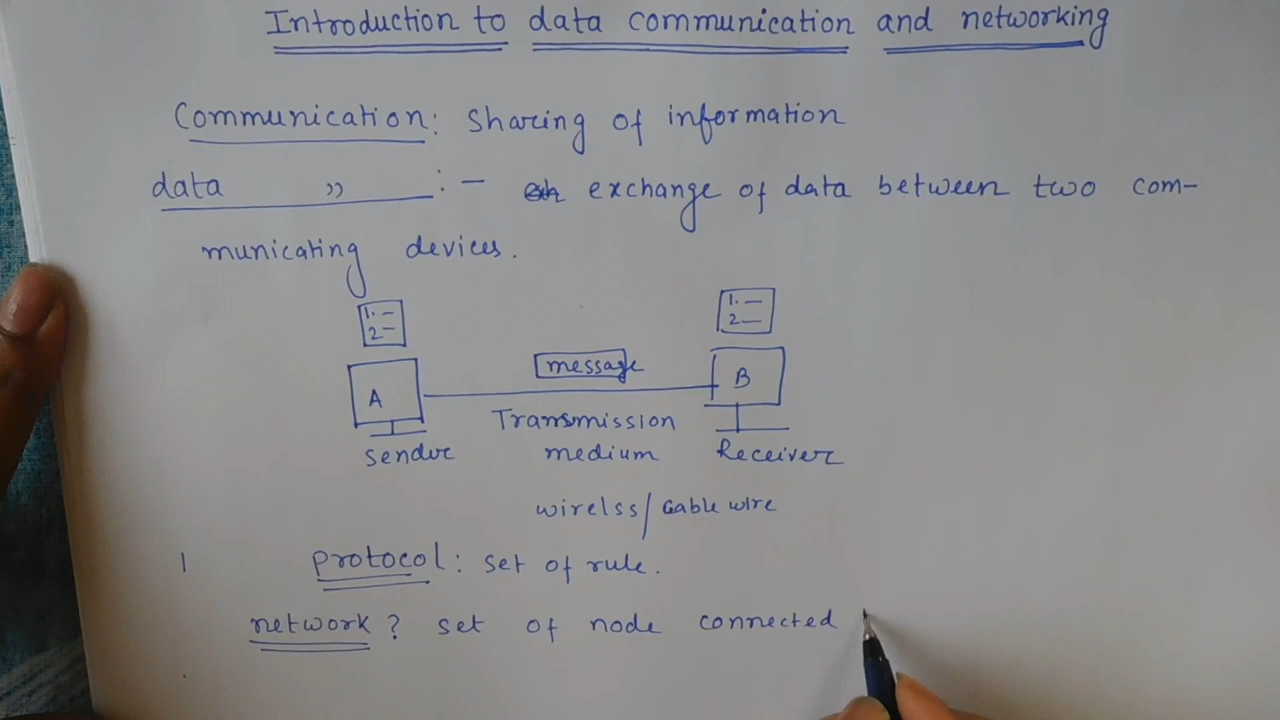 Introduction to data communication and networking
Communication: Sharing of information
data " :- exchange of data between two com-
municating devices.
1. —
2 —
1. —
2 —
message
A
B
Transmission
medium
Sender
Receiver
wirelss/cable wire
protocol: set of rule.
network? set of node connected